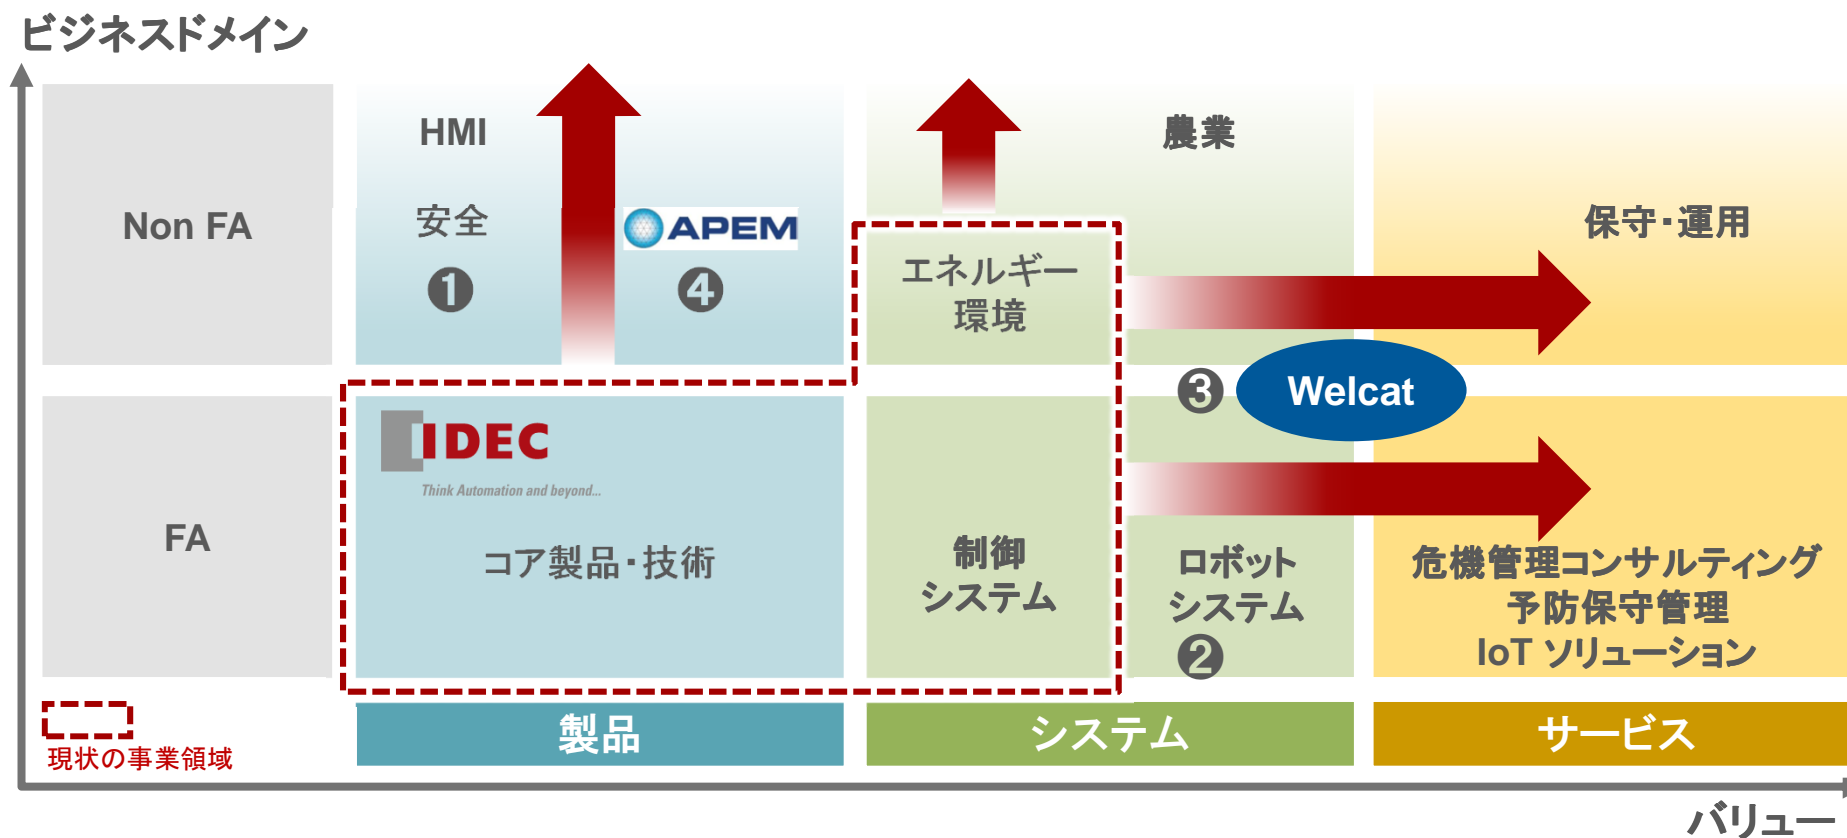 ビジネスドメイン
Non FA
HMI
安全
❶
APEM
❹
農業
エネルギー
環境
保守・運用
❸
Welcat
FA
IDEC
Think Automation and beyond...
コア製品・技術
制御
システム
ロボット
システム
❷
危機管理コンサルティング
予防保守管理
IoT ソリューション
現状の事業領域
製品
システム
サービス
バリュー